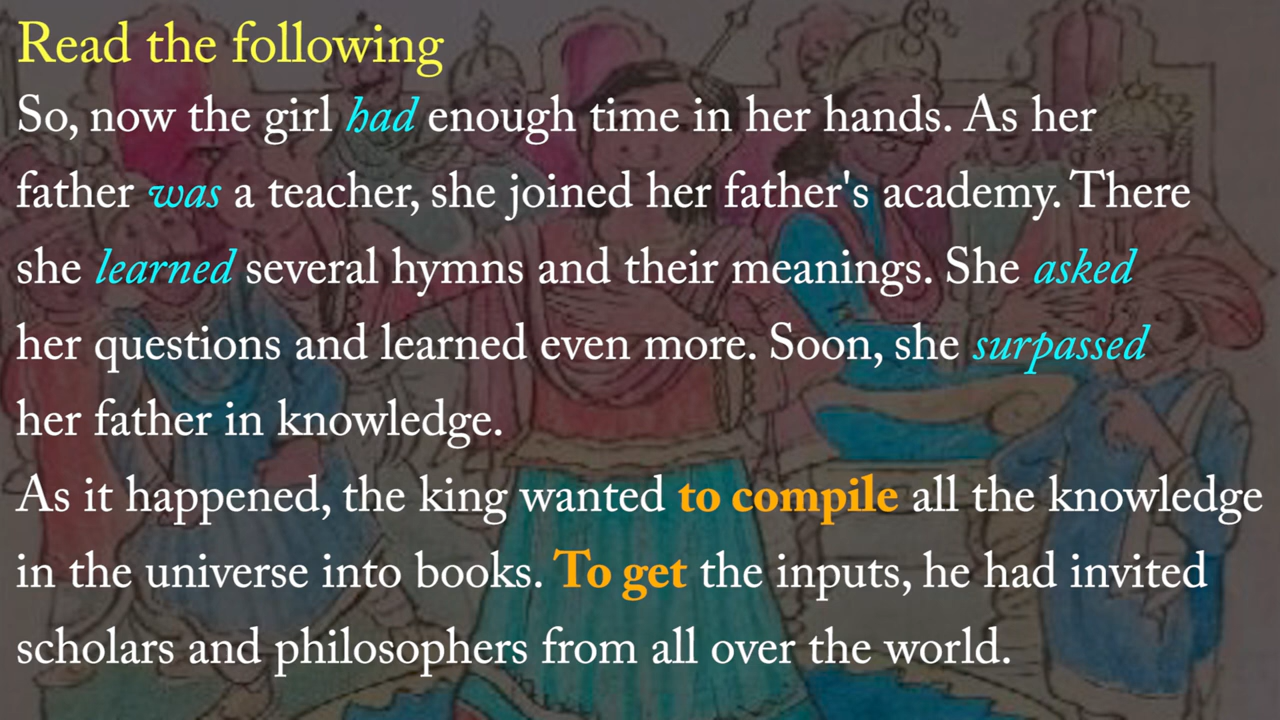 Read the following
So, now the girl had enough time in her hands. As her
father was a teacher, she joined her father's academy. There
she learned several hymns and their meanings. She asked
her questions and learned even more. Soon, she surpassed
her father in knowledge.
As it happened, the king wanted to compile all the knowledge
in the universe into books. To get the inputs, he had invited
scholars and philosophers from all over the world.